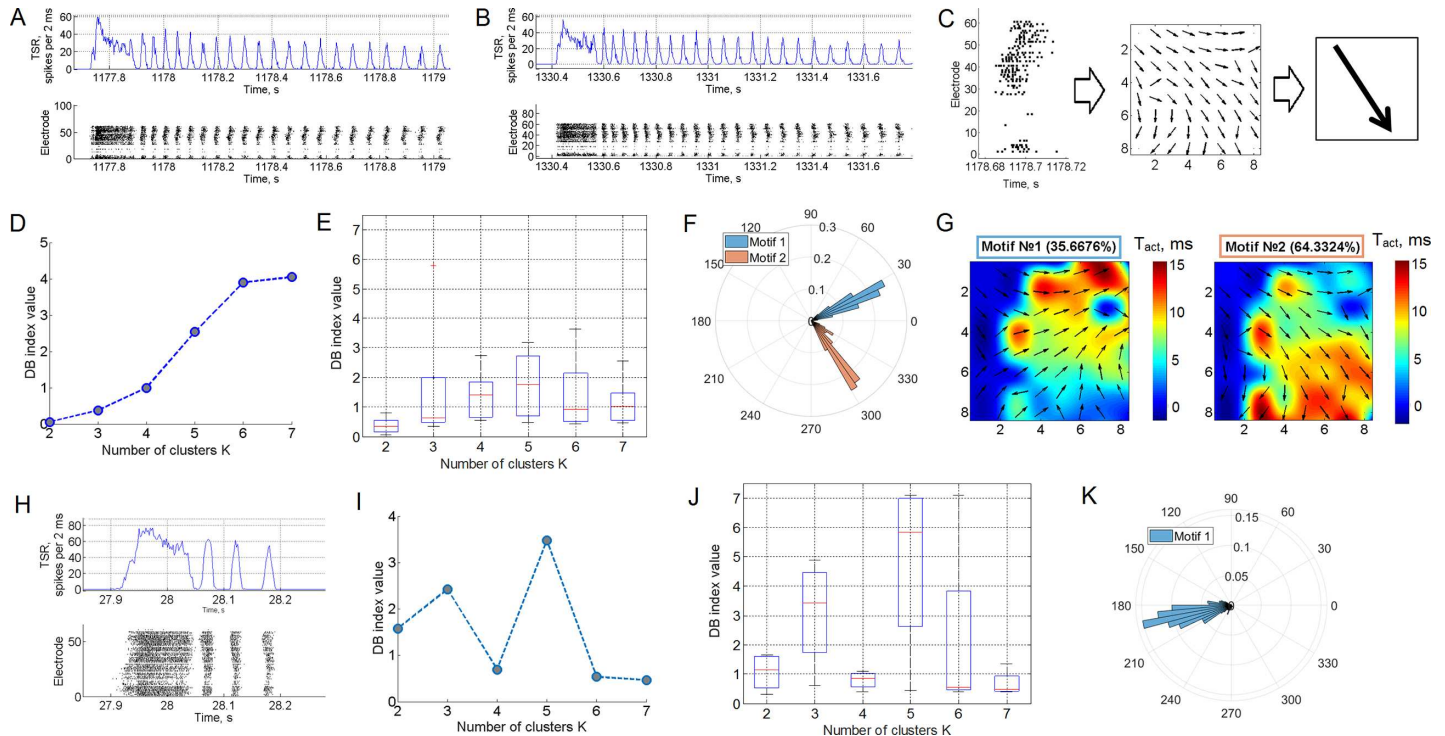 A
TSR,
spikes per 2 ms
60
40
20
0
1177.8 1178 1178.2 1178.4 1178.6 1178.8 1179
Time, s
Electrode
100
50
0
1177.8 1178 1178.2 1178.4 1178.6 1178.8 1179
Time, s
B
TSR,
spikes per 2 ms
60
40
20
0
1330.4 1330.6 1330.8 1331 1331.2 1331.4 1331.6
Time, s
Electrode
100
50
0
1330.4 1330.6 1330.8 1331 1331.2 1331.4 1331.6
Time, s
C
Electrode
60
50
40
30
20
10
0
1178.68 1178.7 1178.72
Time, s
2
4
6
8
2 4 6 8
D
DB index value
5
4
3
2
1
0
2 3 4 5 6 7
Number of clusters K
E
DB index value
7
6
5
4
3
2
1
0
2 3 4 5 6 7
Number of clusters K
F
Motif 1
Motif 2
90
120 60
150 30
180 0
210 330
240 300
270
0.3
0.2
0.1
0
G
Motif №1 (35.6676%)
T_act, ms
2
4
6
8
2 4 6 8
15
10
5
0
Motif №2 (64.3324%)
T_act, ms
2
4
6
8
2 4 6 8
15
10
5
0
H
TSR,
spikes per 2 ms
80
60
40
20
0
27.9 28 28.1 28.2
Time, s
Electrode
50
0
27.9 28 28.1 28.2
Time, s
I
DB index value
4
3
2
1
0
2 3 4 5 6 7
Number of clusters K
J
DB index value
7
6
5
4
3
2
1
0
2 3 4 5 6 7
Number of clusters K
K
Motif 1
90
120 60
150 30
180 0
210 330
240 300
270
0.15
0.1
0.05
0